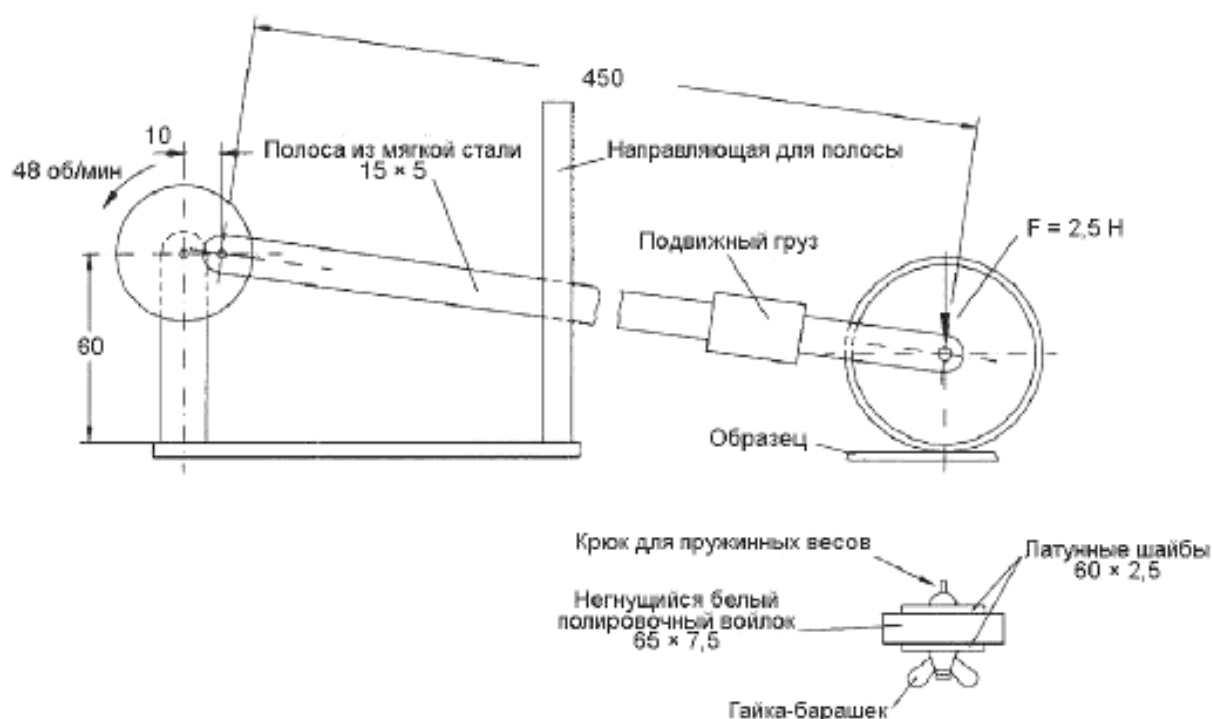 450
10
Полоса из мягкой стали
15 × 5
Направляющая для полосы
48 об/мин
Подвижный груз
F = 2,5 Н
60
Образец
Крюк для пружинных весов
Латунные шайбы
60 × 2,5
Негнущийся белый
полировочный войлок
65 × 7,5
Гайка-барашек